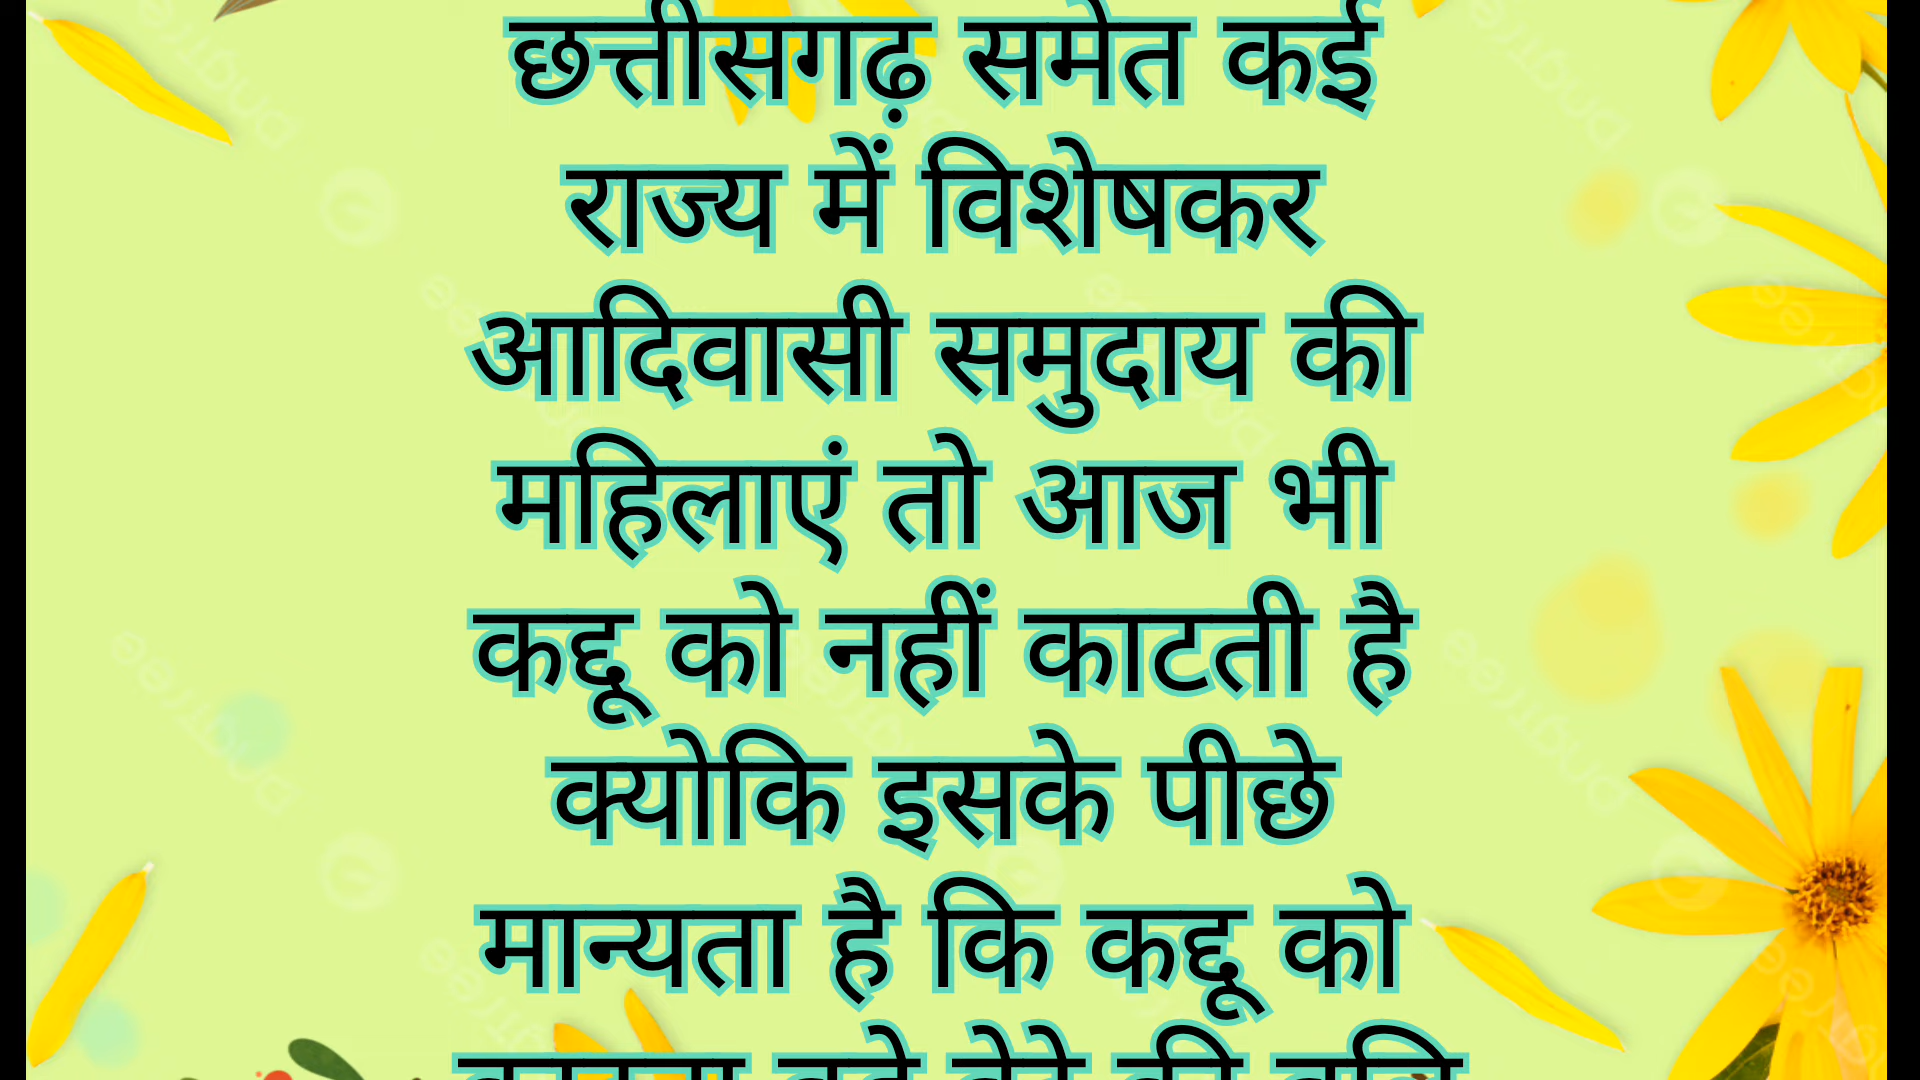 छत्तीसगढ़ समेत कई
राज्य में विशेषकर
आदिवासी समुदाय की
महिलाएं तो आज भी
कद्दू को नहीं काटती है
क्योकि इसके पीछे
मान्यता है कि कद्दू को